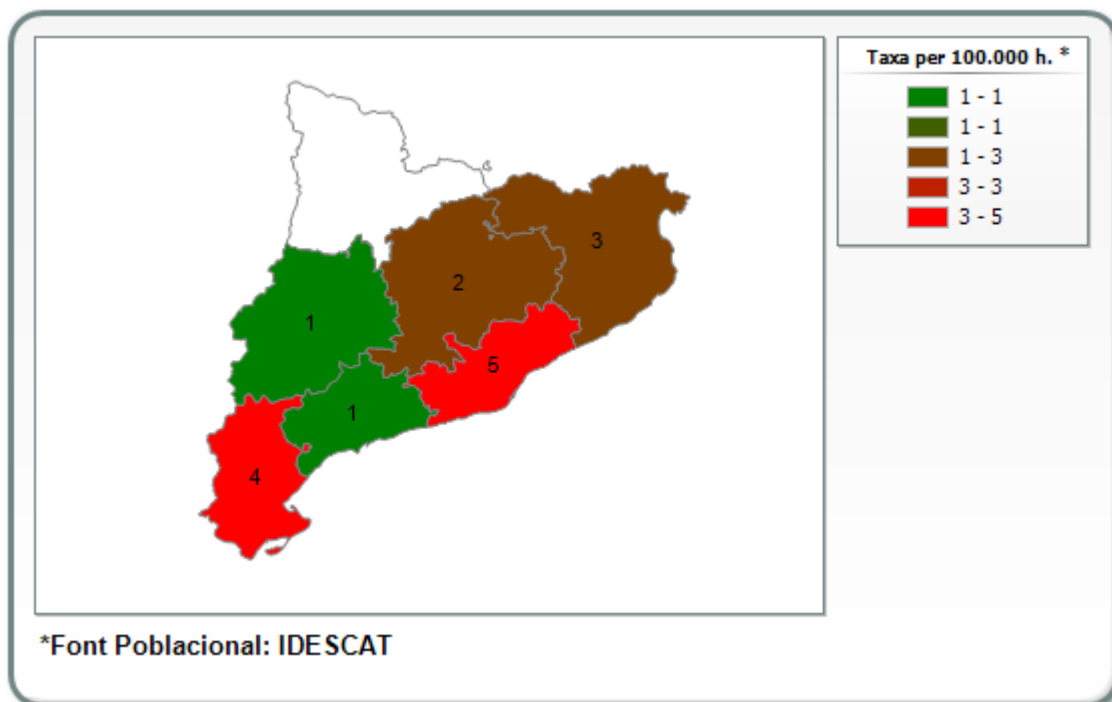 Taxa per 100.000 h. *
1 - 1
1 - 1
1 - 3
3 - 3
3 - 5
3
2
1
5
1
4
*Font Poblacional: IDESCAT